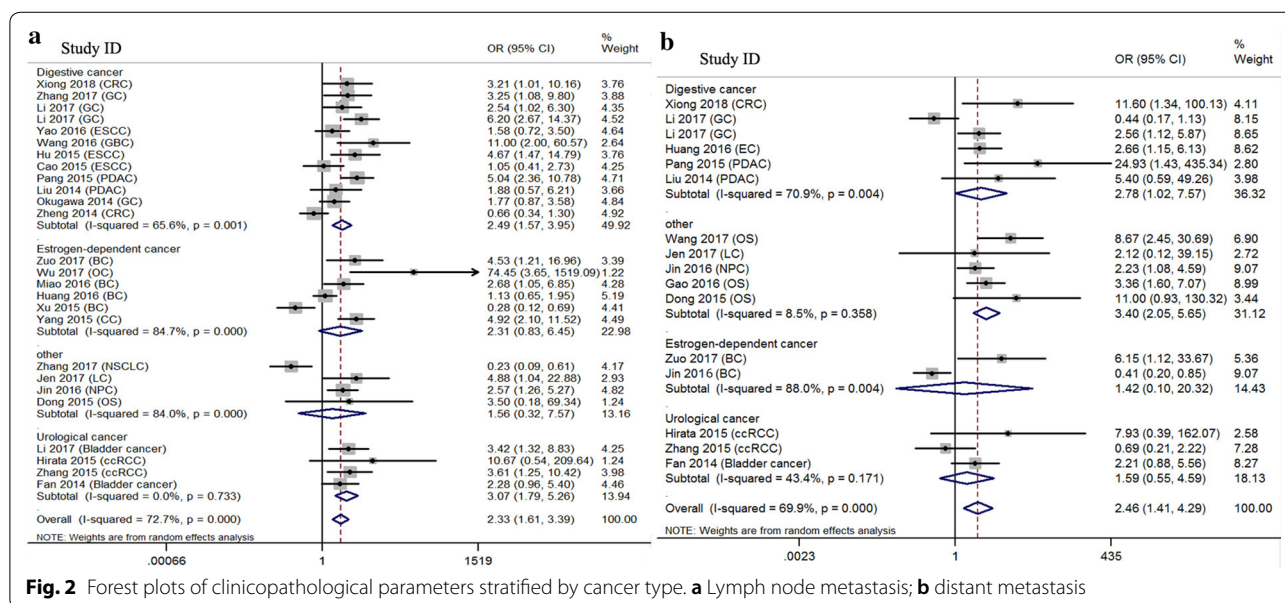 a
Study ID
OR (95% CI)
%
Weight
Digestive cancer
Xiong 2018 (CRC) 3.21 (1.01, 10.16) 3.76
Zhang 2017 (GC) 3.25 (1.08, 9.80) 3.88
Li 2017 (GC) 2.54 (1.02, 6.30) 4.35
Li 2017 (GC) 6.20 (2.67, 14.37) 4.52
Yao 2016 (ESCC) 1.58 (0.72, 3.50) 4.64
Wang 2016 (GBC) 11.00 (2.00, 60.57) 2.64
Hu 2015 (ESCC) 4.67 (1.47, 14.79) 3.76
Cao 2015 (ESCC) 1.05 (0.41, 2.73) 4.25
Pang 2015 (PDAC) 5.04 (2.36, 10.78) 4.71
Liu 2014 (PDAC) 1.88 (0.57, 6.21) 3.66
Okugawa 2014 (GC) 1.77 (0.87, 3.58) 4.84
Zheng 2014 (CRC) 0.66 (0.34, 1.30) 4.92
Subtotal (I-squared = 65.6%, p = 0.001) 2.49 (1.57, 3.95) 49.92
.
Estrogen-dependent cancer
Zuo 2017 (BC) 4.53 (1.21, 16.96) 3.39
Wu 2017 (OC) 74.45 (3.65, 1519.09) 1.22
Miao 2016 (BC) 2.68 (1.05, 6.85) 4.28
Huang 2016 (BC) 1.13 (0.65, 1.95) 5.19
Xu 2015 (BC) 0.28 (0.12, 0.69) 4.41
Yang 2015 (CC) 4.92 (2.10, 11.52) 4.49
Subtotal (I-squared = 84.7%, p = 0.000) 2.31 (0.83, 6.45) 22.98
.
other
Zhang 2017 (NSCLC) 0.23 (0.09, 0.61) 4.17
Jen 2017 (LC) 4.88 (1.04, 22.88) 2.93
Jin 2016 (NPC) 2.57 (1.26, 5.27) 4.82
Dong 2015 (OS) 3.50 (0.18, 69.34) 1.24
Subtotal (I-squared = 84.0%, p = 0.000) 1.56 (0.32, 7.57) 13.16
.
Urological cancer
Li 2017 (Bladder cancer) 3.42 (1.32, 8.83) 4.25
Hirata 2015 (ccRCC) 10.67 (0.54, 209.64) 1.24
Zhang 2015 (ccRCC) 3.61 (1.25, 10.42) 3.98
Fan 2014 (Bladder cancer) 2.28 (0.96, 5.40) 4.46
Subtotal (I-squared = 0.0%, p = 0.733) 3.07 (1.79, 5.26) 13.94
.
Overall (I-squared = 72.7%, p = 0.000) 2.33 (1.61, 3.39) 100.00
NOTE: Weights are from random effects analysis
.00066 1 1519
b
Study ID
OR (95% CI)
%
Weight
Digestive cancer
Xiong 2018 (CRC) 11.60 (1.34, 100.13) 4.11
Li 2017 (GC) 0.44 (0.17, 1.13) 8.15
Li 2017 (GC) 2.56 (1.12, 5.87) 8.65
Huang 2016 (EC) 2.66 (1.15, 6.13) 8.62
Pang 2015 (PDAC) 24.93 (1.43, 435.34) 2.80
Liu 2014 (PDAC) 5.40 (0.59, 49.26) 3.98
Subtotal (I-squared = 70.9%, p = 0.004) 2.78 (1.02, 7.57) 36.32
.
other
Wang 2017 (OS) 8.67 (2.45, 30.69) 6.90
Jen 2017 (LC) 2.12 (0.12, 39.15) 2.72
Jin 2016 (NPC) 2.23 (1.08, 4.59) 9.07
Gao 2016 (OS) 3.36 (1.60, 7.07) 8.99
Dong 2015 (OS) 11.00 (0.93, 130.32) 3.44
Subtotal (I-squared = 8.5%, p = 0.358) 3.40 (2.05, 5.65) 31.12
.
Estrogen-dependent cancer
Zuo 2017 (BC) 6.15 (1.12, 33.67) 5.36
Jin 2016 (BC) 0.41 (0.20, 0.85) 9.07
Subtotal (I-squared = 88.0%, p = 0.004) 1.42 (0.10, 20.32) 14.43
.
Urological cancer
Hirata 2015 (ccRCC) 7.93 (0.39, 162.07) 2.58
Zhang 2015 (ccRCC) 0.69 (0.21, 2.22) 7.28
Fan 2014 (Bladder cancer) 2.21 (0.88, 5.56) 8.27
Subtotal (I-squared = 43.4%, p = 0.171) 1.59 (0.55, 4.59) 18.13
.
Overall (I-squared = 69.9%, p = 0.000) 2.46 (1.41, 4.29) 100.00
NOTE: Weights are from random effects analysis
.0023 1 435
Fig. 2 Forest plots of clinicopathological parameters stratified by cancer type. a Lymph node metastasis; b distant metastasis